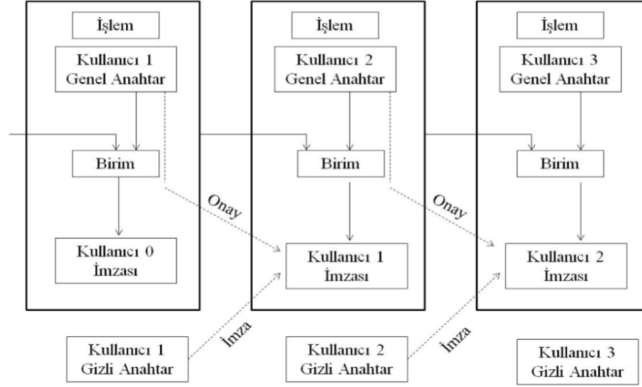 İşlem
Kullanıcı 1
Genel Anahtar
Birim
Kullanıcı 0
İmzası
İşlem
Kullanıcı 2
Genel Anahtar
Birim
Kullanıcı 1
İmzası
İşlem
Kullanıcı 3
Genel Anahtar
Birim
Kullanıcı 2
İmzası
Onay
Onay
İmza
İmza
Kullanıcı 1
Gizli Anahtar
Kullanıcı 2
Gizli Anahtar
Kullanıcı 3
Gizli Anahtar